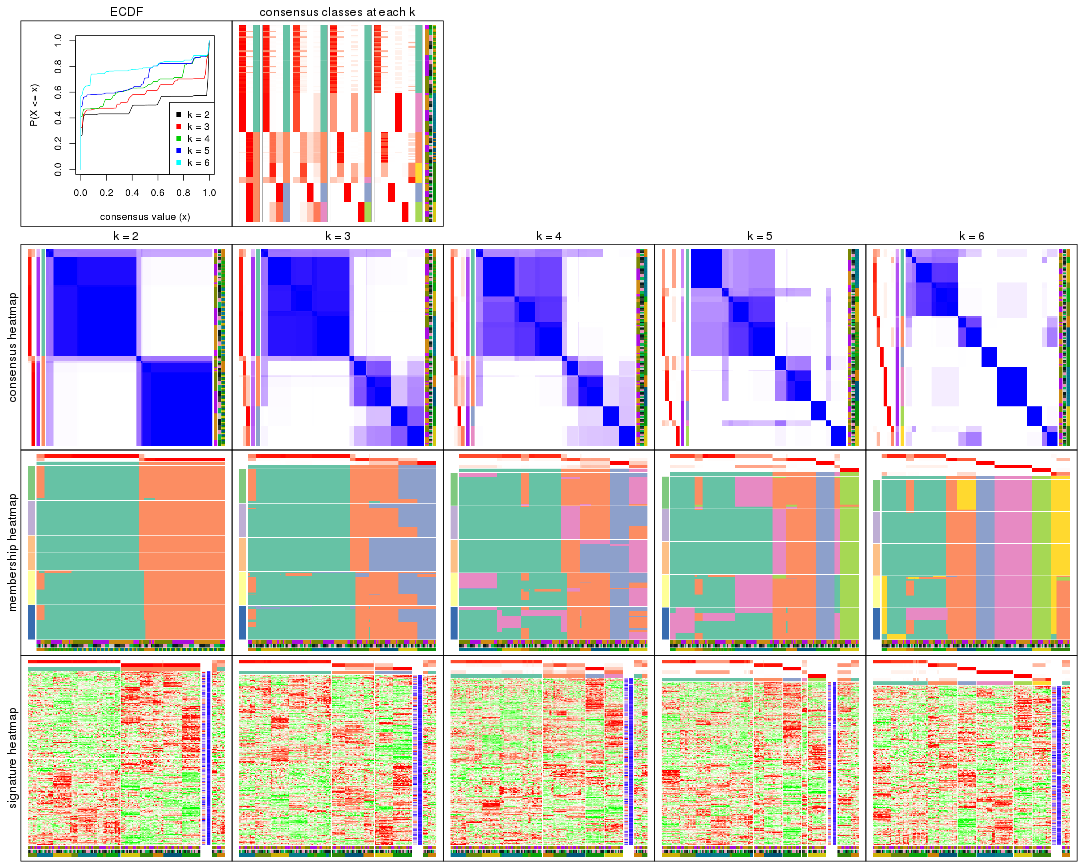 ECDF
consensus classes at each k
P(X <= x)
0.0 0.2 0.4 0.6 0.8 1.0
k = 2
k = 3
k = 4
k = 5
k = 6
0.0 0.2 0.4 0.6 0.8 1.0
consensus value (x)
k = 2
k = 3
k = 4
k = 5
k = 6
consensus heatmap
membership heatmap
signature heatmap